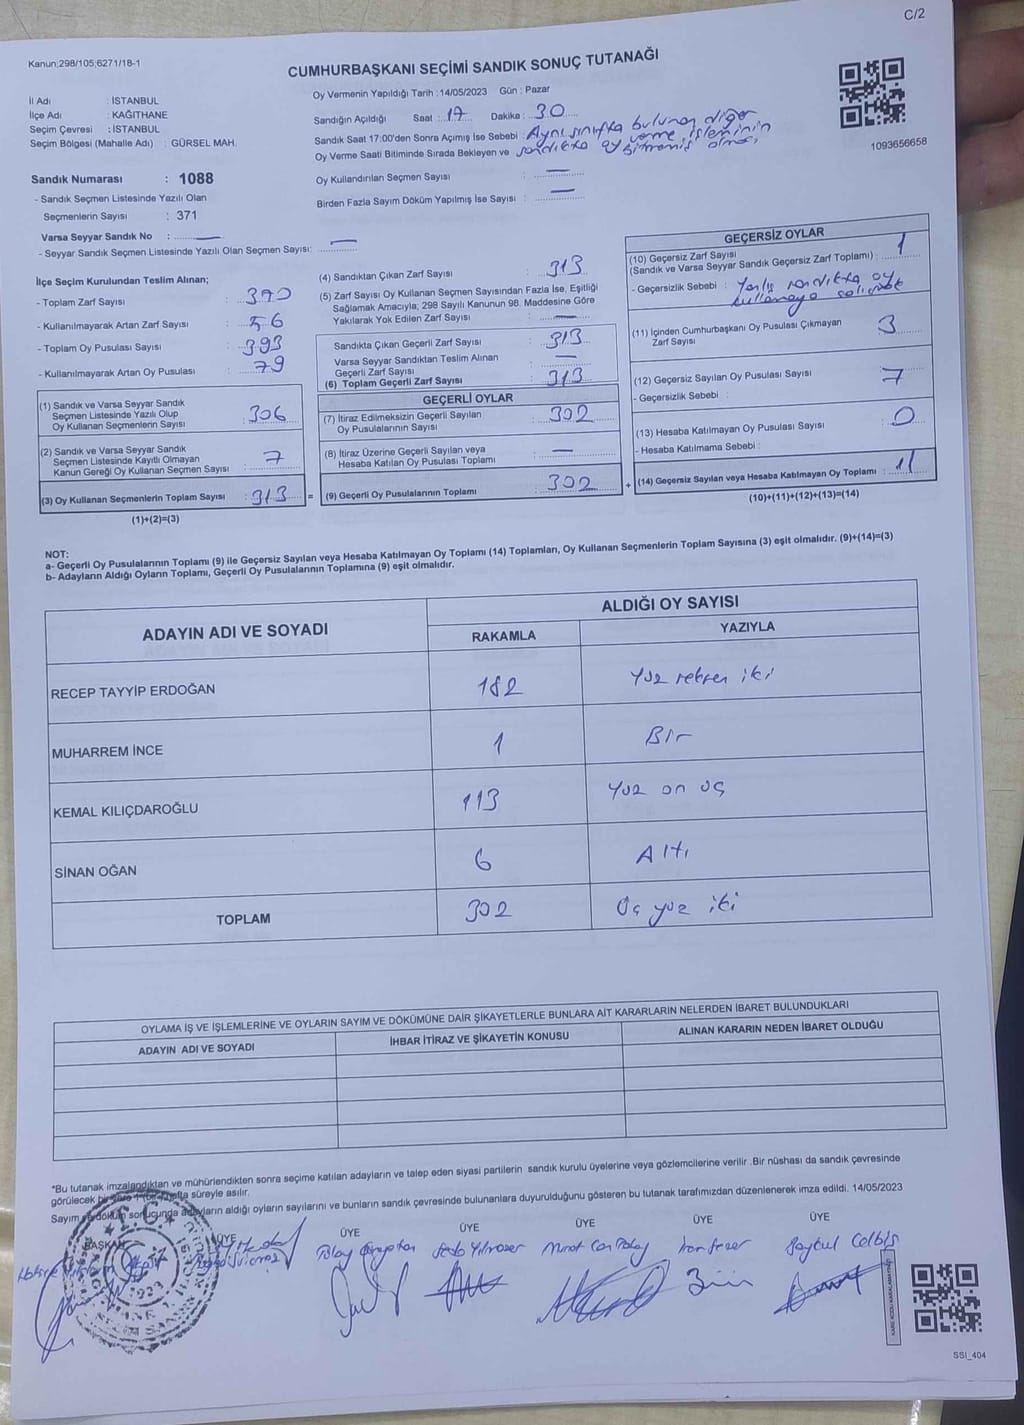 C/2
Kanun;298/105;6271/18-1
CUMHURBAŞKANI SEÇİMİ SANDIK SONUÇ TUTANAĞI
İl Adı : İSTANBUL
İlçe Adı : KAĞITHANE
Seçim Çevresi : İSTANBUL
Seçim Bölgesi (Mahalle Adı) : GÜRSEL MAH.
Oy Vermenin Yapıldığı Tarih :14/05/2023 Gün : Pazar
Sandığın Açıldığı Saat : 17 Dakika : 30
Sandık Saat 17:00'den Sonra Açımış İse Sebebi : Aynı sınıfta bulunan diğer
sandıkta oy verme işleminin
bitmemiş olması
Oy Verme Saati Bitiminde Sırada Bekleyen ve
Oy Kullandırılan Seçmen Sayısı : —
Birden Fazla Sayım Döküm Yapılmış İse Sayısı : —
1093656658
Sandık Numarası : 1088
- Sandık Seçmen Listesinde Yazılı Olan
Seçmenlerin Sayısı : 371
Varsa Seyyar Sandık No : —
- Seyyar Sandık Seçmen Listesinde Yazılı Olan Seçmen Sayısı: —
İlçe Seçim Kurulundan Teslim Alınan;
- Toplam Zarf Sayısı : 370
- Kullanılmayarak Artan Zarf Sayısı : 56
- Toplam Oy Pusulası Sayısı : 393
- Kullanılmayarak Artan Oy Pusulası : 79
(1) Sandık ve Varsa Seyyar Sandık
Seçmen Listesinde Yazılı Olup
Oy Kullanan Seçmenlerin Sayısı : 306
(2) Sandık ve Varsa Seyyar Sandık
Seçmen Listesinde Kayıtlı Olmayan
Kanun Gereği Oy Kullanan Seçmen Sayısı : 7
(3) Oy Kullanan Seçmenlerin Toplam Sayısı : 313 =
(1)+(2)=(3)
(4) Sandıktan Çıkan Zarf Sayısı : 313
(5) Zarf Sayısı Oy Kullanan Seçmen Sayısından Fazla İse, Eşitliği
Sağlamak Amacıyla; 298 Sayılı Kanunun 98. Maddesine Göre
Yakılarak Yok Edilen Zarf Sayısı : —
Sandıkta Çıkan Geçerli Zarf Sayısı : 313
Varsa Seyyar Sandıktan Teslim Alınan
Geçerli Zarf Sayısı : —
(6) Toplam Geçerli Zarf Sayısı : 313
GEÇERLİ OYLAR
(7) İtiraz Edilmeksizin Geçerli Sayılan
Oy Pusulalarının Sayısı : 302
(8) İtiraz Üzerine Geçerli Sayılan veya
Hesaba Katılan Oy Pusulası Toplamı : —
(9) Geçerli Oy Pusulalarının Toplamı : 302 +
GEÇERSİZ OYLAR
(10) Geçersiz Zarf Sayısı
(Sandık ve Varsa Seyyar Sandık Geçersiz Zarf Toplamı) : 1
- Geçersizlik Sebebi : Yanlış sandıkta oy
kullanmaya
(11) İçinden Cumhurbaşkanı Oy Pusulası Çıkmayan
Zarf Sayısı : 3
(12) Geçersiz Sayılan Oy Pusulası Sayısı : 7
- Geçersizlik Sebebi :
(13) Hesaba Katılmayan Oy Pusulası Sayısı : 0
- Hesaba Katılmama Sebebi :
(14) Geçersiz Sayılan veya Hesaba Katılmayan Oy Toplamı : 11
(10)+(11)+(12)+(13)=(14)
NOT:
a- Geçerli Oy Pusulalarının Toplamı (9) ile Geçersiz Sayılan veya Hesaba Katılmayan Oy Toplamı (14) Toplamları, Oy Kullanan Seçmenlerin Toplam Sayısına (3) eşit olmalıdır. (9)+(14)=(3)
b- Adayların Aldığı Oyların Toplamı, Geçerli Oy Pusulalarının Toplamına (9) eşit olmalıdır.
ADAYIN ADI VE SOYADI
ALDIĞI OY SAYISI
RAKAMLA YAZIYLA
RECEP TAYYİP ERDOĞAN 182 Yüz seksen iki
MUHARREM İNCE 1 Bir
KEMAL KILIÇDAROĞLU 113 Yüz on üç
SİNAN OĞAN 6 Altı
TOPLAM 302 Üç yüz iki
OYLAMA İŞ VE İŞLEMLERİNE VE OYLARIN SAYIM VE DÖKÜMÜNE DAİR ŞİKAYETLERLE BUNLARA AİT KARARLARIN NELERDEN İBARET BULUNDUKLARI
ADAYIN ADI VE SOYADI
İHBAR İTİRAZ VE ŞİKAYETİN KONUSU
ALINAN KARARIN NEDEN İBARET OLDUĞU
*Bu tutanak imzalandıktan ve mühürlendikten sonra seçime katılan adayların ve talep eden siyasi partilerin sandık kurulu üyelerine veya gözlemcilerine verilir .Bir nüshası da sandık çevresinde
görülecek bir yere 1 (bir) hafta süreyle asılır.
Sayım ve döküm sonucunda adayların aldığı oyların sayılarını ve bunların sandık çevresinde bulunanlara duyurulduğunu gösteren bu tutanak tarafımızdan düzenlenerek imza edildi. 14/05/2023
BAŞKAN ÜYE ÜYE ÜYE ÜYE ÜYE ÜYE
Murat Can
T.C.
1923
SSI_404